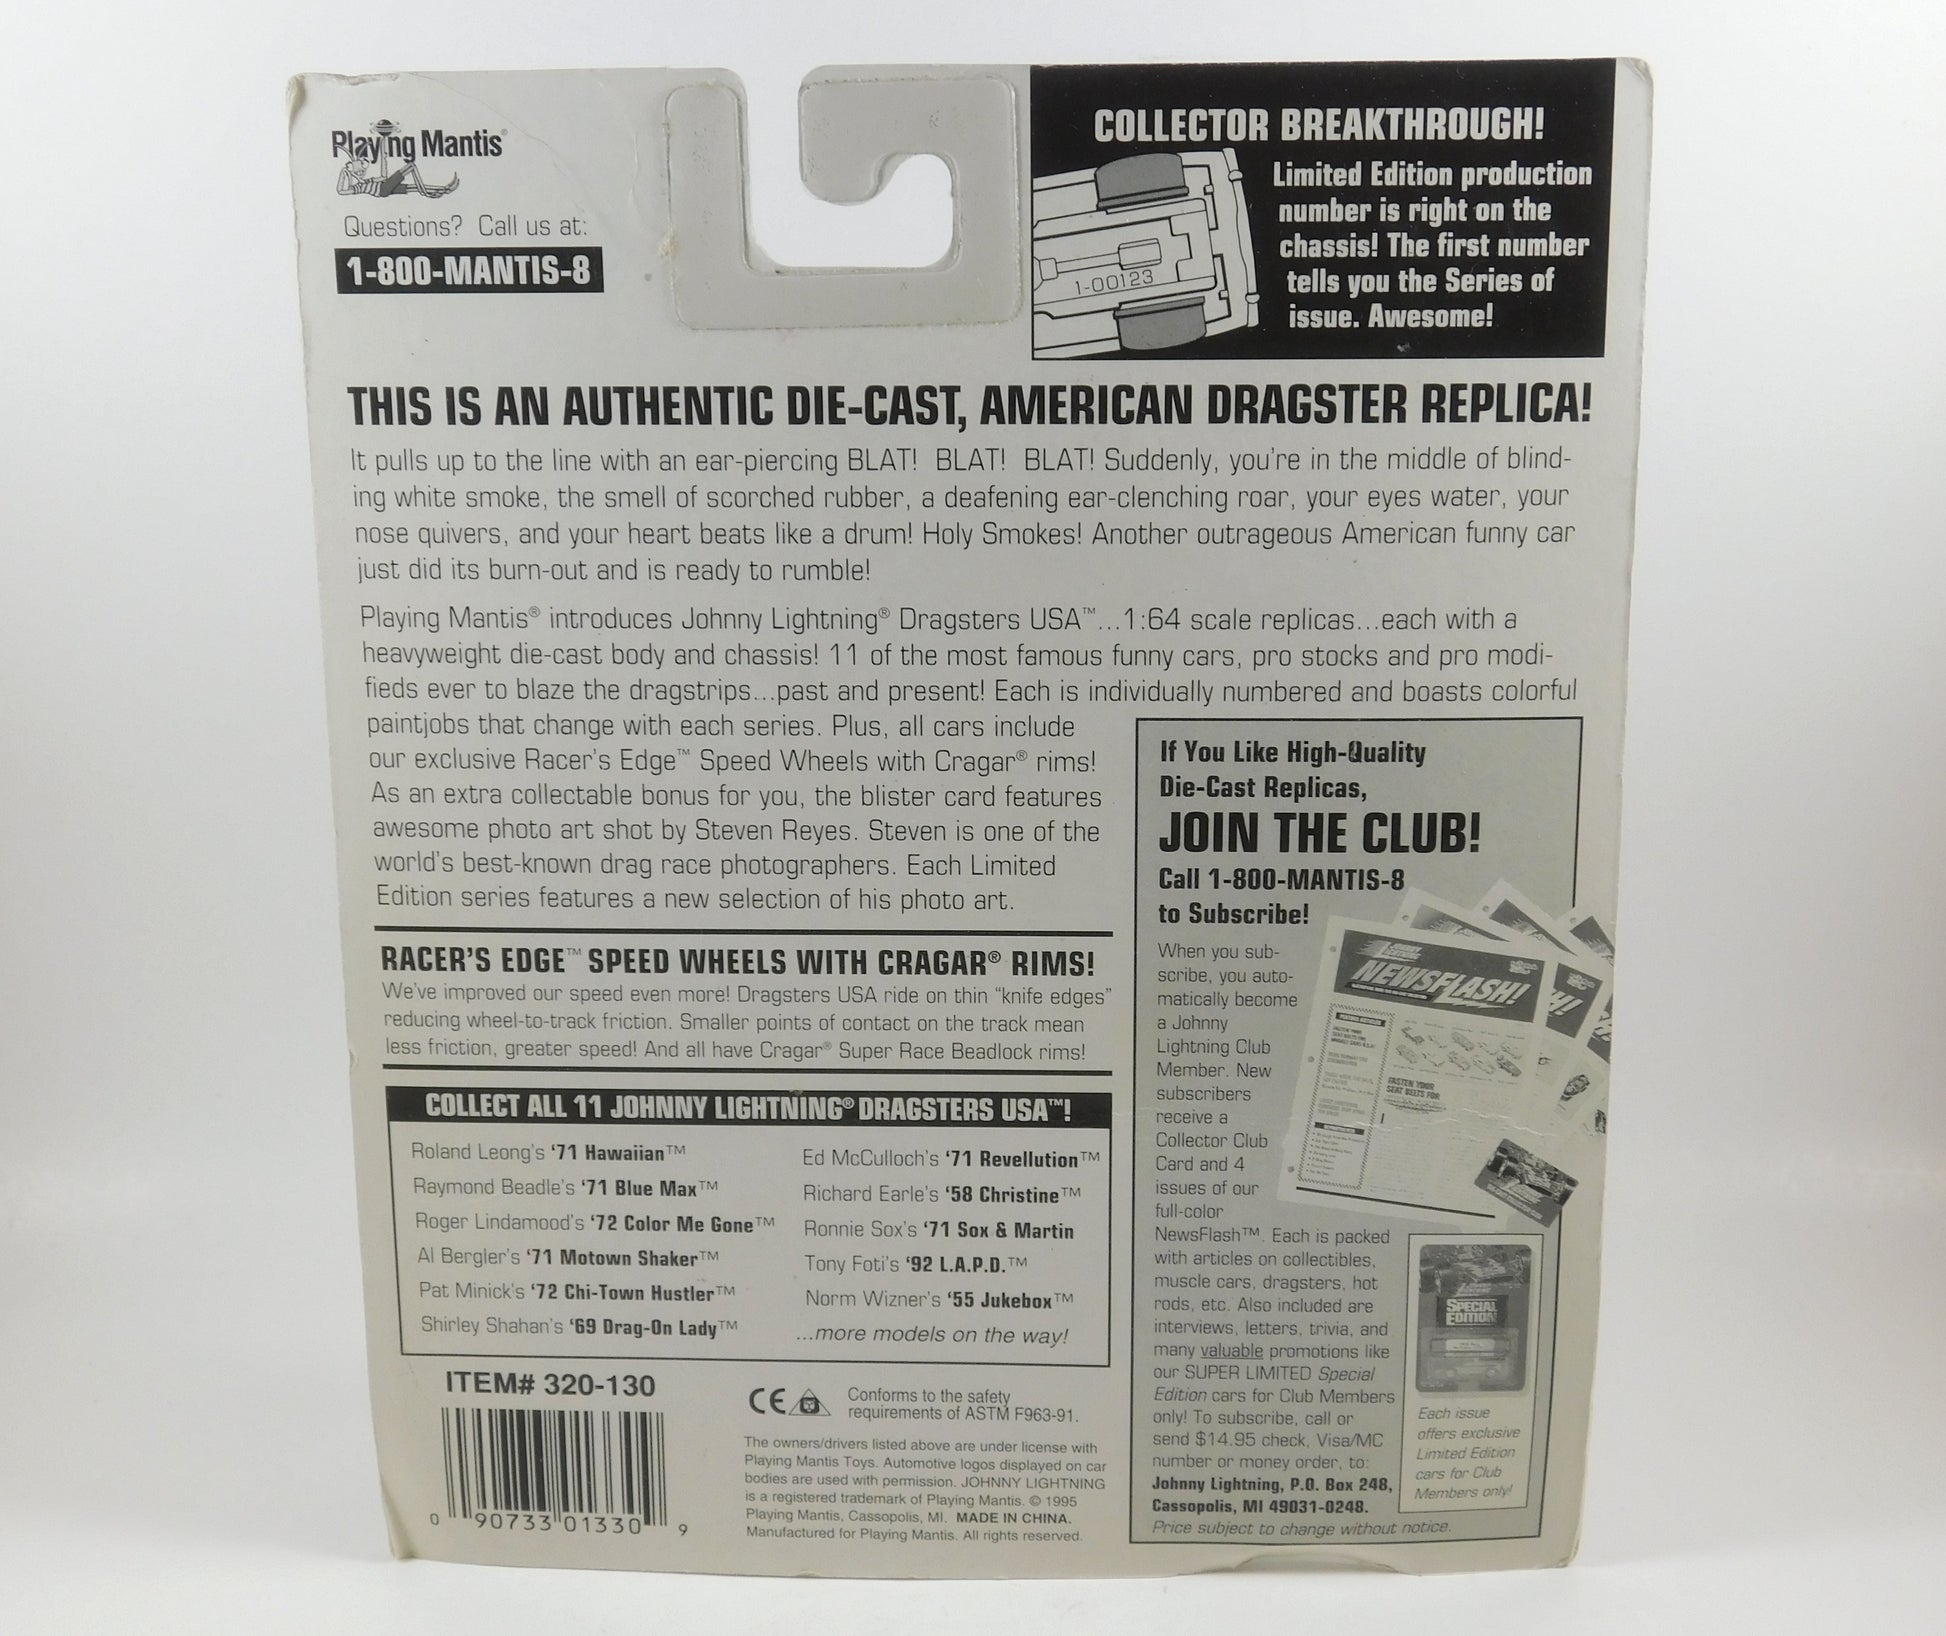 Playing Mantis®
Questions? Call us at:
1-800-MANTIS-8
COLLECTOR BREAKTHROUGH!
Limited Edition production
number is right on the
chassis! The first number
tells you the Series of
issue. Awesome!
1-00123
THIS IS AN AUTHENTIC DIE-CAST, AMERICAN DRAGSTER REPLICA!
It pulls up to the line with an ear-piercing BLAT! BLAT! BLAT! Suddenly, you're in the middle of blind-
ing white smoke, the smell of scorched rubber, a deafening ear-clenching roar, your eyes water, your
nose quivers, and your heart beats like a drum! Holy Smokes! Another outrageous American funny car
just did its burn-out and is ready to rumble!
Playing Mantis® introduces Johnny Lightning® Dragsters USA™...1:64 scale replicas...each with a
heavyweight die-cast body and chassis! 11 of the most famous funny cars, pro stocks and pro modi-
fieds ever to blaze the dragstrips...past and present! Each is individually numbered and boasts colorful
paintjobs that change with each series. Plus, all cars include
our exclusive Racer's Edge™ Speed Wheels with Cragar® rims!
As an extra collectable bonus for you, the blister card features
awesome photo art shot by Steven Reyes. Steven is one of the
world's best-known drag race photographers. Each Limited
Edition series features a new selection of his photo art.
RACER'S EDGE™ SPEED WHEELS WITH CRAGAR® RIMS!
We've improved our speed even more! Dragsters USA ride on thin "knife edges"
reducing wheel-to-track friction. Smaller points of contact on the track mean
less friction, greater speed! And all have Cragar® Super Race Beadlock rims!
COLLECT ALL 11 JOHNNY LIGHTNING® DRAGSTERS USA™!
Roland Leong's '71 Hawaiian™
Raymond Beadle's '71 Blue Max™
Roger Lindamood's '72 Color Me Gone™
Al Bergler's '71 Motown Shaker™
Pat Minick's '72 Chi-Town Hustler™
Shirley Shahan's '69 Drag-On Lady™
Ed McCulloch's '71 Revellution™
Richard Earle's '58 Christine™
Ronnie Sox's '71 Sox & Martin
Tony Foti's '92 L.A.P.D.™
Norm Wizner's '55 Jukebox™
...more models on the way!
ITEM# 320-130
0 90733 01330 9
CE
Conforms to the safety
requirements of ASTM F963-91.
The owners/drivers listed above are under license with
Playing Mantis Toys. Automotive logos displayed on car
bodies are used with permission. JOHNNY LIGHTNING
is a registered trademark of Playing Mantis. © 1995
Playing Mantis, Cassopolis, MI. MADE IN CHINA.
Manufactured for Playing Mantis. All rights reserved.
If You Like High-Quality
Die-Cast Replicas,
JOIN THE CLUB!
Call 1-800-MANTIS-8
to Subscribe!
When you sub-
scribe, you auto-
matically become
a Johnny
Lightning Club
Member. New
subscribers
receive a
Collector Club
Card and 4
issues of our
full-color
NewsFlash™. Each is packed
with articles on collectibles,
muscle cars, dragsters, hot
rods, etc. Also included are
interviews, letters, trivia, and
many valuable promotions like
our SUPER LIMITED Special
Edition cars for Club Members
only! To subscribe, call or
send $14.95 check, Visa/MC
number or money order, to:
Johnny Lightning, P.O. Box 248,
Cassopolis, MI 49031-0248.
Price subject to change without notice.
NEWSFLASH!
H!
FASTEN YOUR
SEAT BELTS FOR
SPECIAL
EDITION
Each issue
offers exclusive
Limited Edition
cars for Club
Members only!